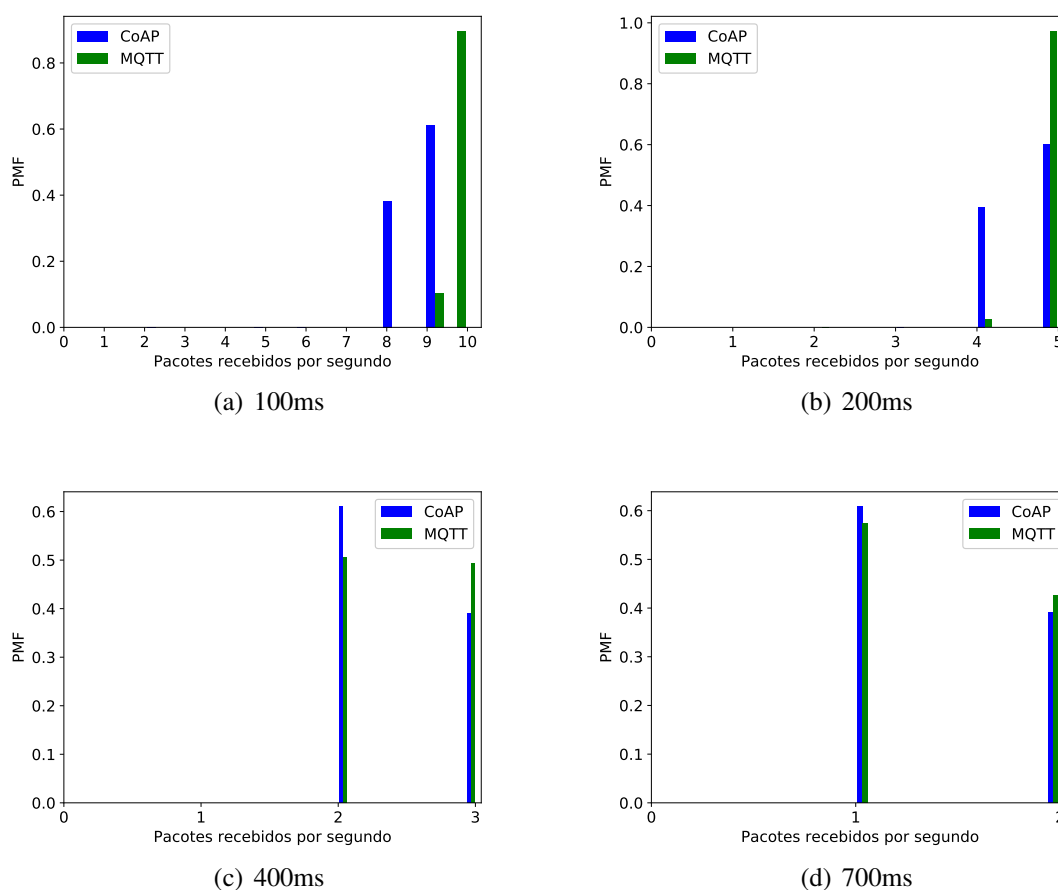 CoAP
MQTT
PMF
0.8
0.6
0.4
0.2
0.0
0 1 2 3 4 5 6 7 8 9 10
Pacotes recebidos por segundo
(a) 100ms
CoAP
MQTT
PMF
1.0
0.8
0.6
0.4
0.2
0.0
0 1 2 3 4 5
Pacotes recebidos por segundo
(b) 200ms
CoAP
MQTT
PMF
0.6
0.5
0.4
0.3
0.2
0.1
0.0
0 1 2 3
Pacotes recebidos por segundo
(c) 400ms
CoAP
MQTT
PMF
0.6
0.5
0.4
0.3
0.2
0.1
0.0
0 1 2
Pacotes recebidos por segundo
(d) 700ms